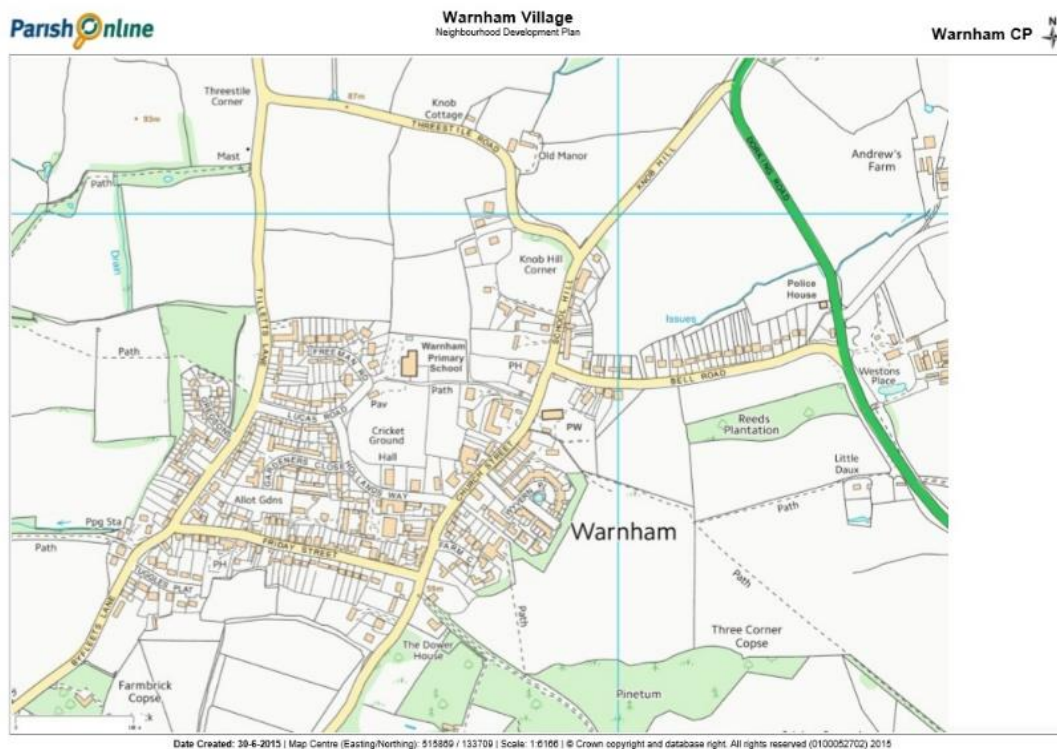 Parish Online
Warnham Village
Neighbourhood Development Plan
Warnham CP
N
Threestile
Corner
87m
93m
Knob
Cottage
THREESTILE ROAD
Mast
Old Manor
KNOB HILL
DORKING ROAD
Andrew's
Farm
Path
Drain
Knob Hill
Corner
Police
House
TILLETS LANE
SCHOOL HILL
Issues
Path
FREEMAN RD
Warnham
Primary
School
PH
Path
BELL ROAD
Westons
Place
LUCAS ROAD
Pav
Cricket
Ground
Hall
PW
Reeds
Plantation
CHURCH STREET
GARDENERS CLOSE
HOLLANDS WAY
Little
Daux
Allot Gdns
Path
Ppg Sta
Warnham
Path
FRIDAY STREET
PH
Path
Path
BYFLEETS LANE
The Dower
House
Three Corner
Copse
Farmbrick
Copse
Pinetum
Date Created: 30-6-2015 | Map Centre (Easting/Northing): 515869 / 133709 | Scale: 1:6166 | © Crown copyright and database right. All rights reserved (0100052702) 2015